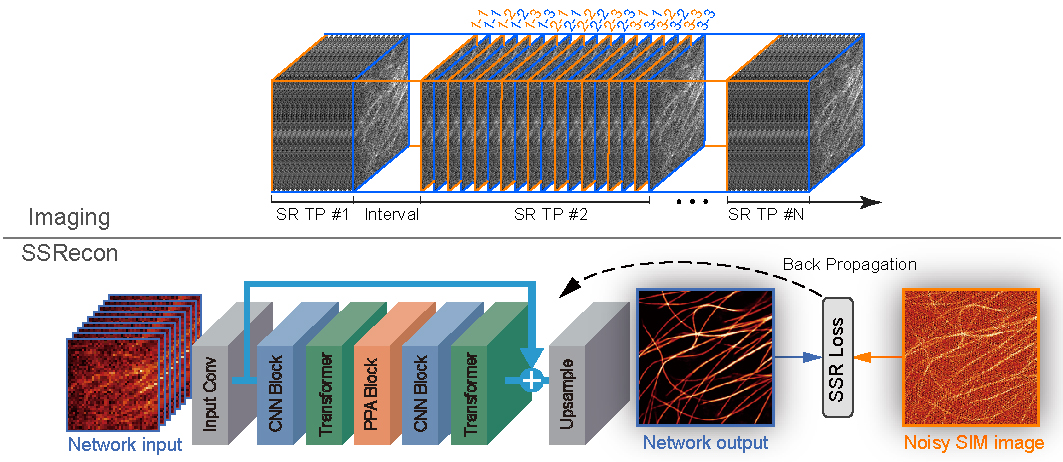 1-1 1-1 1-2 1-2 1-3 1-3 2-1 2-1 2-2 2-2 2-3 2-3 3-1 3-1 3-2 3-2 3-3 3-3
SR TP #1
Interval
SR TP #2
SR TP #N
Imaging
SSRecon
Back Propagation
Input Conv
CNN Block
Transformer
PPA Block
CNN Block
Transformer
Upsample
SSR Loss
Network input
Network output
Noisy SIM image